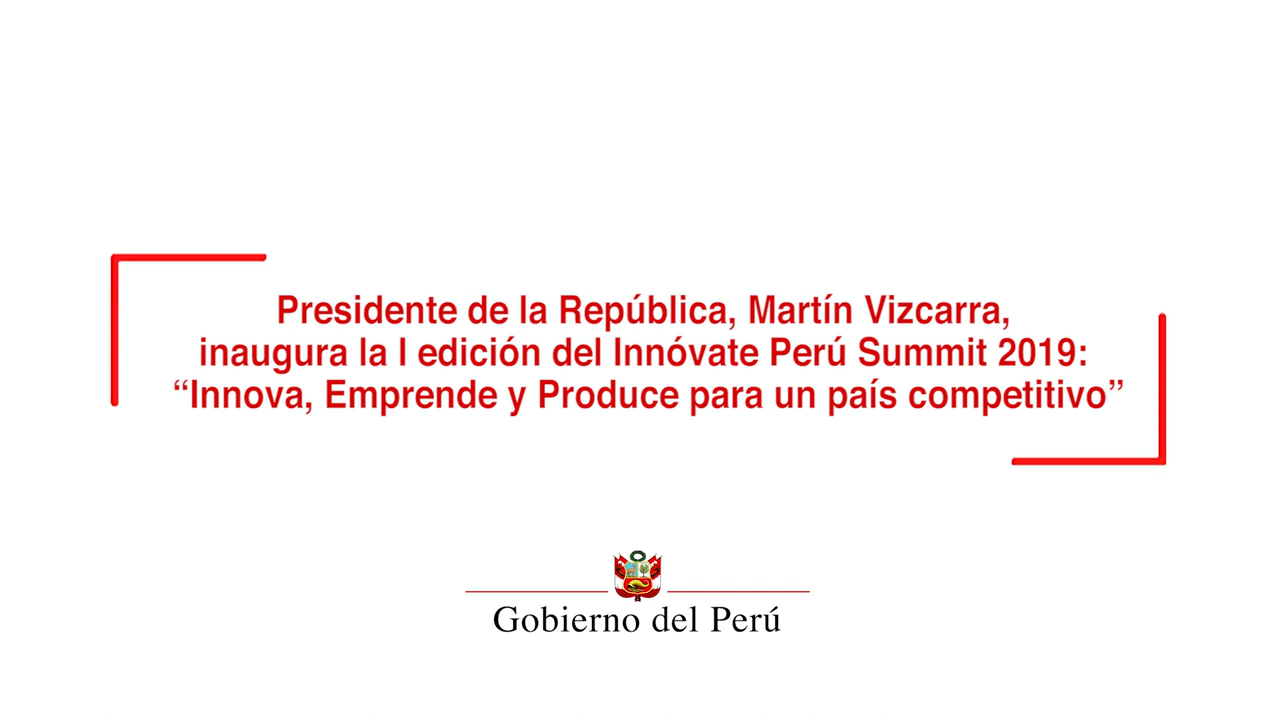 Presidente de la República, Martín Vizcarra,
inaugura la I edición del Innóvate Perú Summit 2019:
“Innova, Emprende y Produce para un país competitivo”
Gobierno del Perú